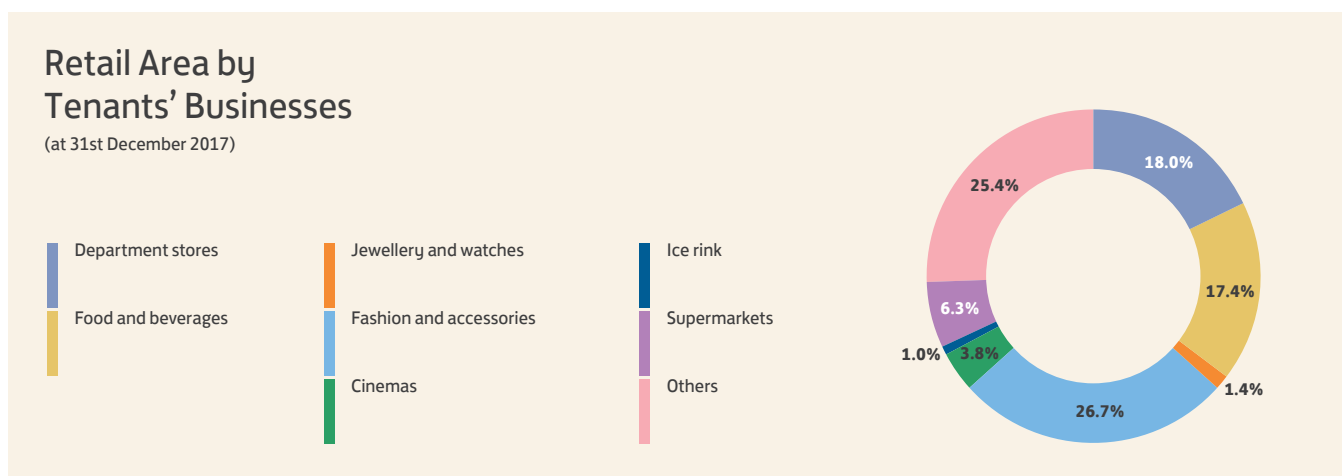 Retail Area by
Tenants’ Businesses
(at 31st December 2017)
Department stores
Food and beverages
Jewellery and watches
Fashion and accessories
Cinemas
Ice rink
Supermarkets
Others
18.0%
17.4%
1.4%
26.7%
3.8%
1.0%
6.3%
25.4%